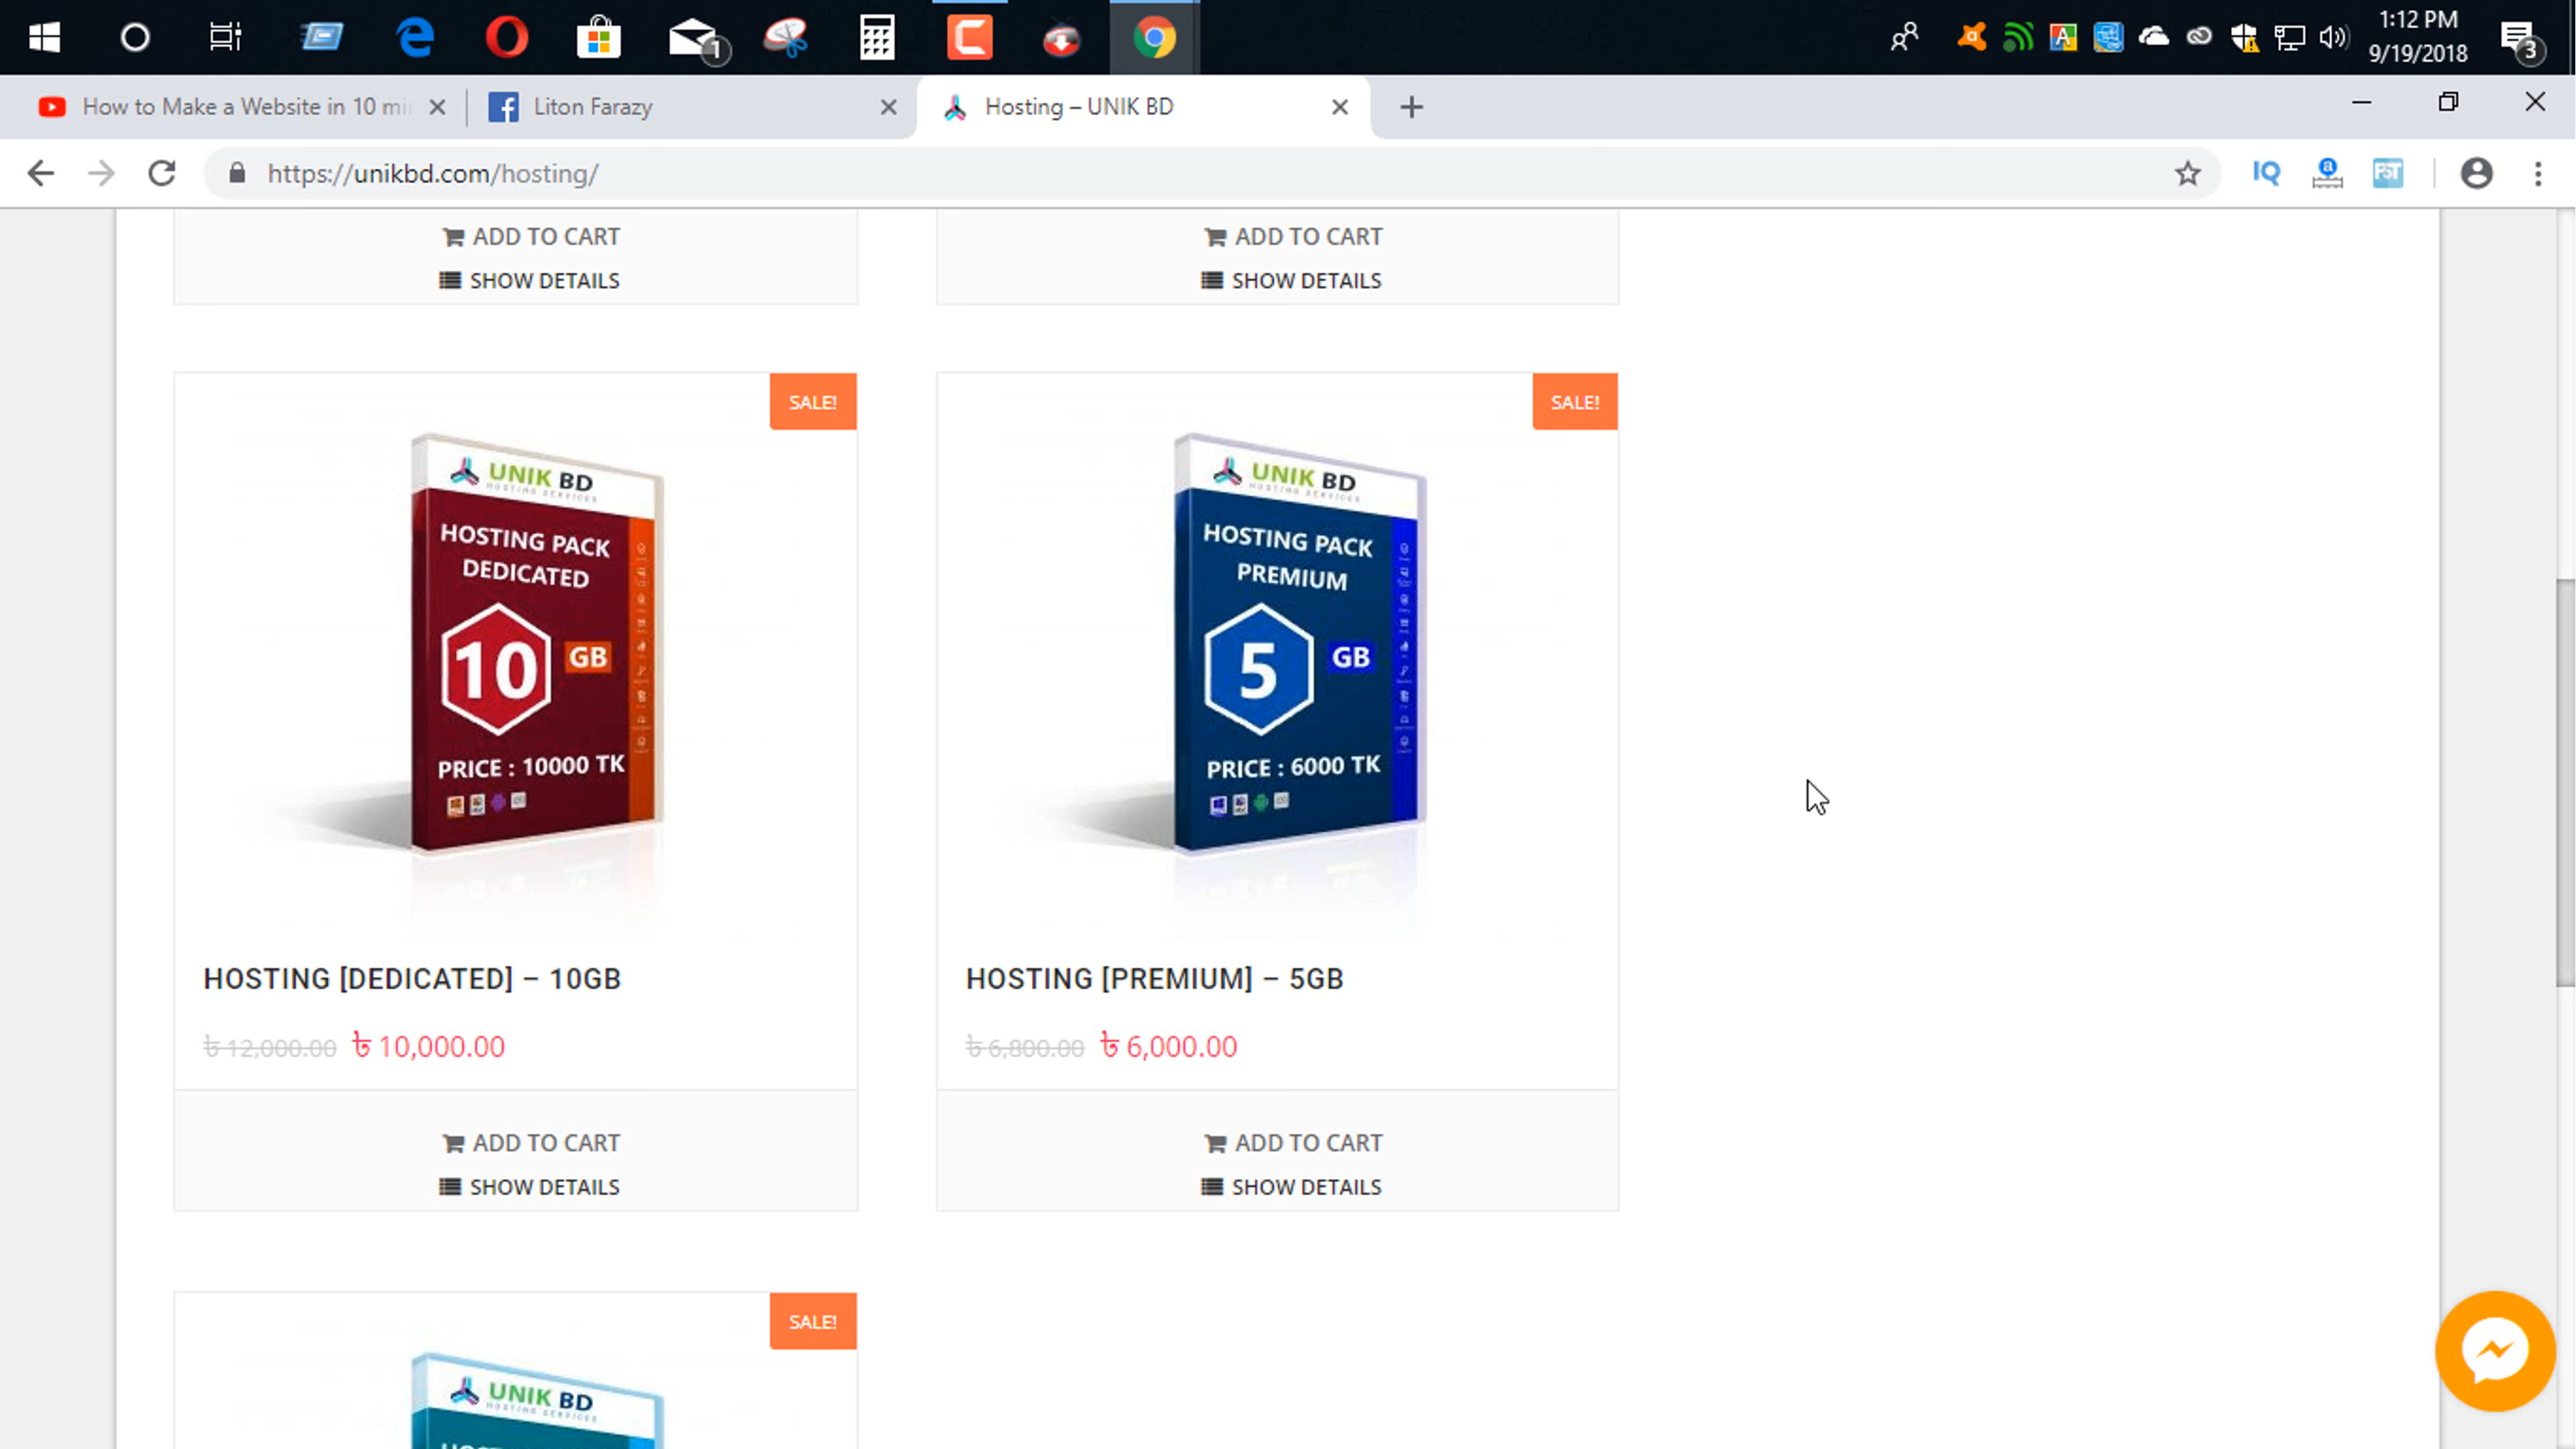 1
1:12 PM
9/19/2018
3
How to Make a Website in 10 mi
Liton Farazy
Hosting – UNIK BD
https://unikbd.com/hosting/
IQ
PST
ADD TO CART
SHOW DETAILS
ADD TO CART
SHOW DETAILS
SALE!
UNIK BD
HOSTING SERVICES
HOSTING PACK
DEDICATED
10 GB
PRICE : 10000 TK
HOSTING [DEDICATED] – 10GB
৳ 12,000.00 ৳ 10,000.00
ADD TO CART
SHOW DETAILS
SALE!
UNIK BD
HOSTING SERVICES
HOSTING PACK
PREMIUM
5 GB
PRICE : 6000 TK
HOSTING [PREMIUM] – 5GB
৳ 6,800.00 ৳ 6,000.00
ADD TO CART
SHOW DETAILS
SALE!
UNIK BD
HOSTING SERVICES